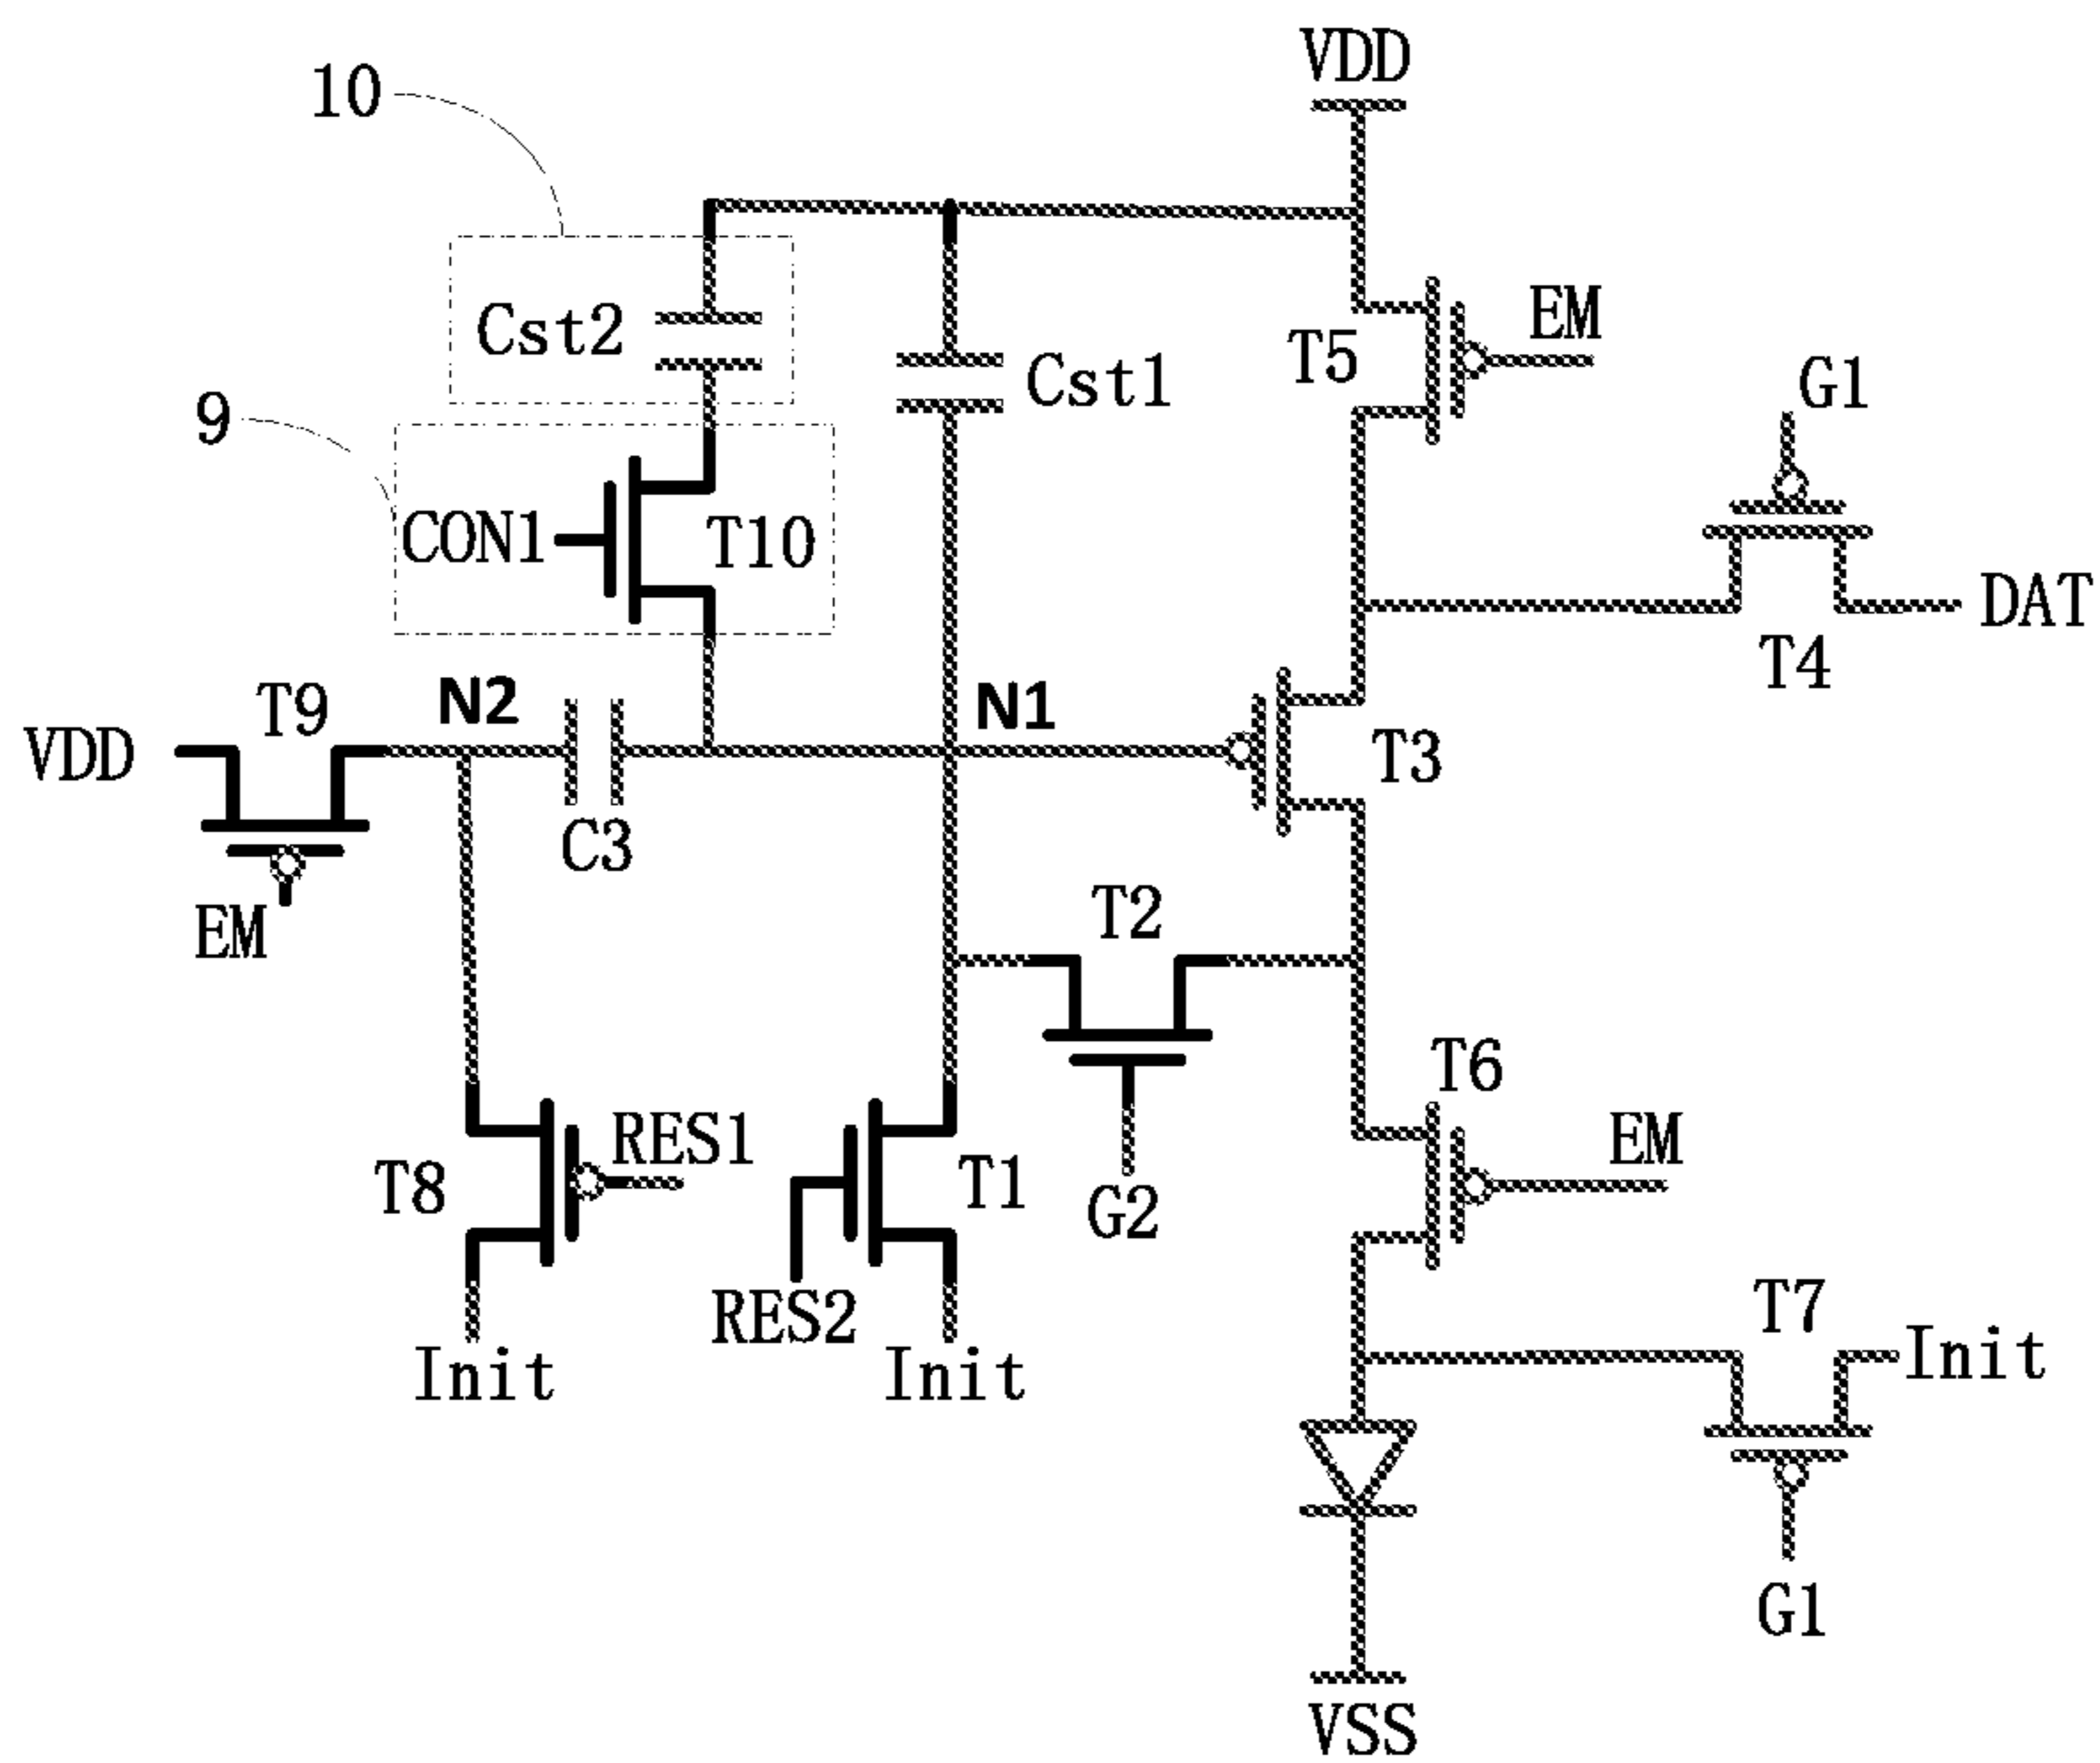 VDD
10
Cst2
Cst1
T5
EM
G1
9
CON1
T10
DAT
T4
T9
N2
N1
VDD
T3
C3
EM
T2
T6
RES1
EM
T8
T1
G2
RES2
T7
Init
Init
Init
G1
VSS